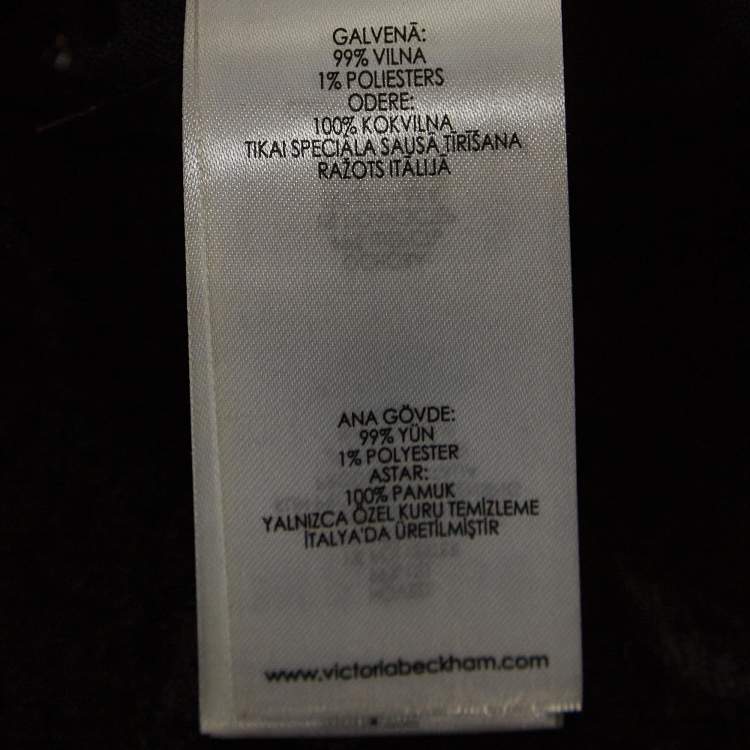 GALVENĀ:
99% VILNA
1% POLIESTERS
ODERE:
100% KOKVILNA
TIKAI SPECIĀLA SAUSĀ TĪRĪŠANA
RAŽOTS ITĀLIJĀ
ANA GÖVDE:
99% YÜN
1% POLYESTER
ASTAR:
100% PAMUK
YALNIZCA ÖZEL KURU TEMİZLEME
İTALYA'DA ÜRETİLMİŞTİR
www.victoriabeckham.com